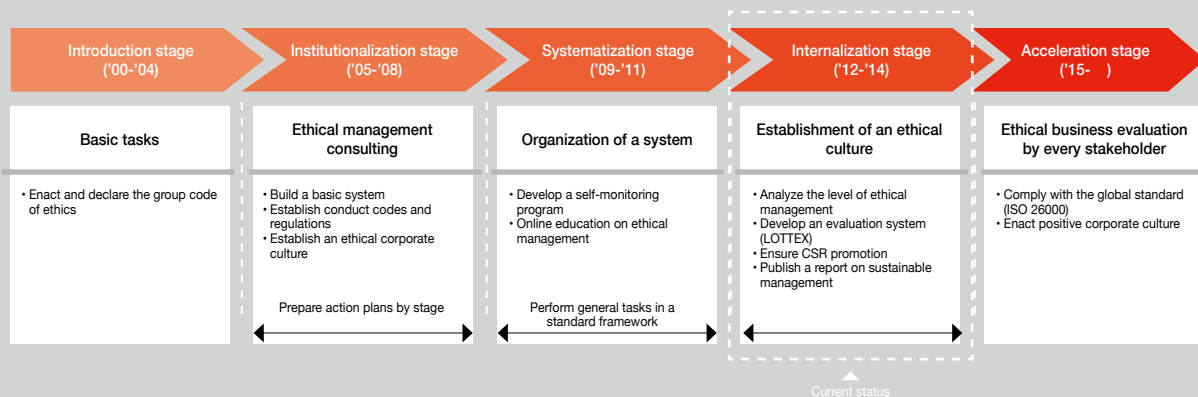 Introduction stage
('00-'04)
Institutionalization stage
('05-'08)
Systematization stage
('09-'11)
Internalization stage
('12-'14)
Acceleration stage
('15-    )
Basic tasks
• Enact and declare the group code
of ethics
Ethical management
consulting
• Build a basic system
• Establish conduct codes and
regulations
• Establish an ethical corporate
culture
Prepare action plans by stage
Organization of a system
• Develop a self-monitoring
program
• Online education on ethical
management
Perform general tasks in a
standard framework
Establishment of an ethical
culture
• Analyze the level of ethical
management
• Develop an evaluation system
(LOTTEX)
• Ensure CSR promotion
• Publish a report on sustainable
management
Ethical business evaluation
by every stakeholder
• Comply with the global standard
(ISO 26000)
• Enact positive corporate culture
Current status